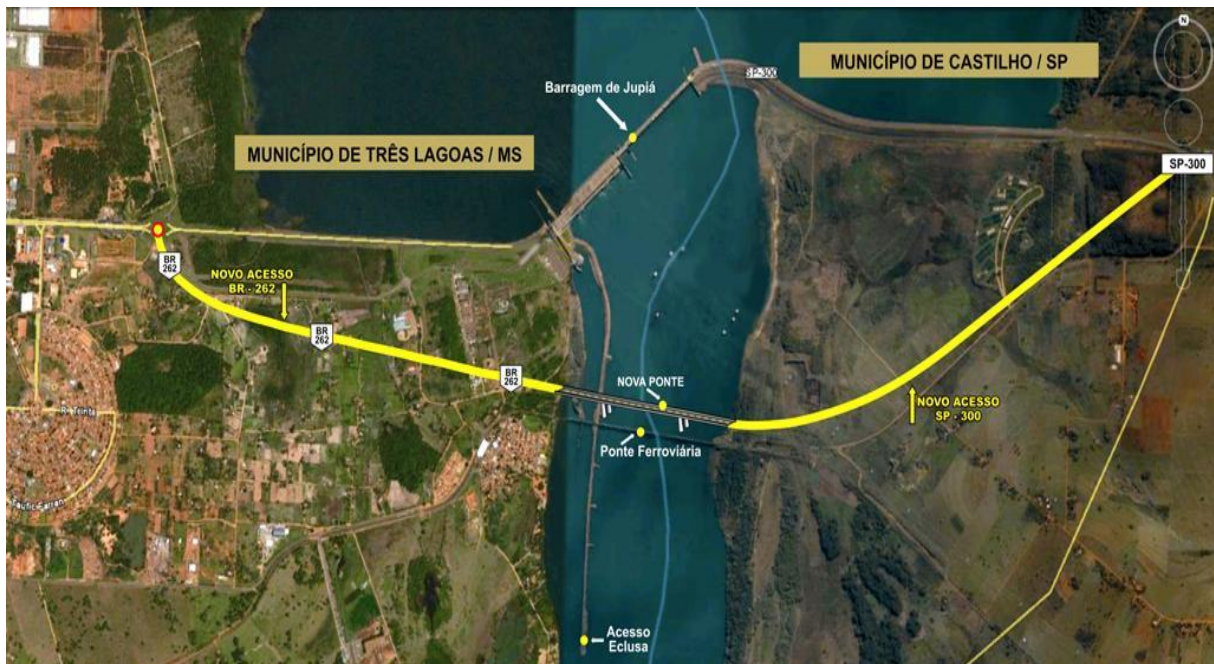 N
MUNICÍPIO DE CASTILHO / SP
SP-300
Barragem de Jupiá
MUNICÍPIO DE TRÊS LAGOAS / MS
SP-300
BR
262
NOVO ACESSO
BR - 262
BR
262
BR
262
NOVA PONTE
NOVO ACESSO
SP - 300
R. Trinta
Ponte Ferroviária
Acesso
Eclusa